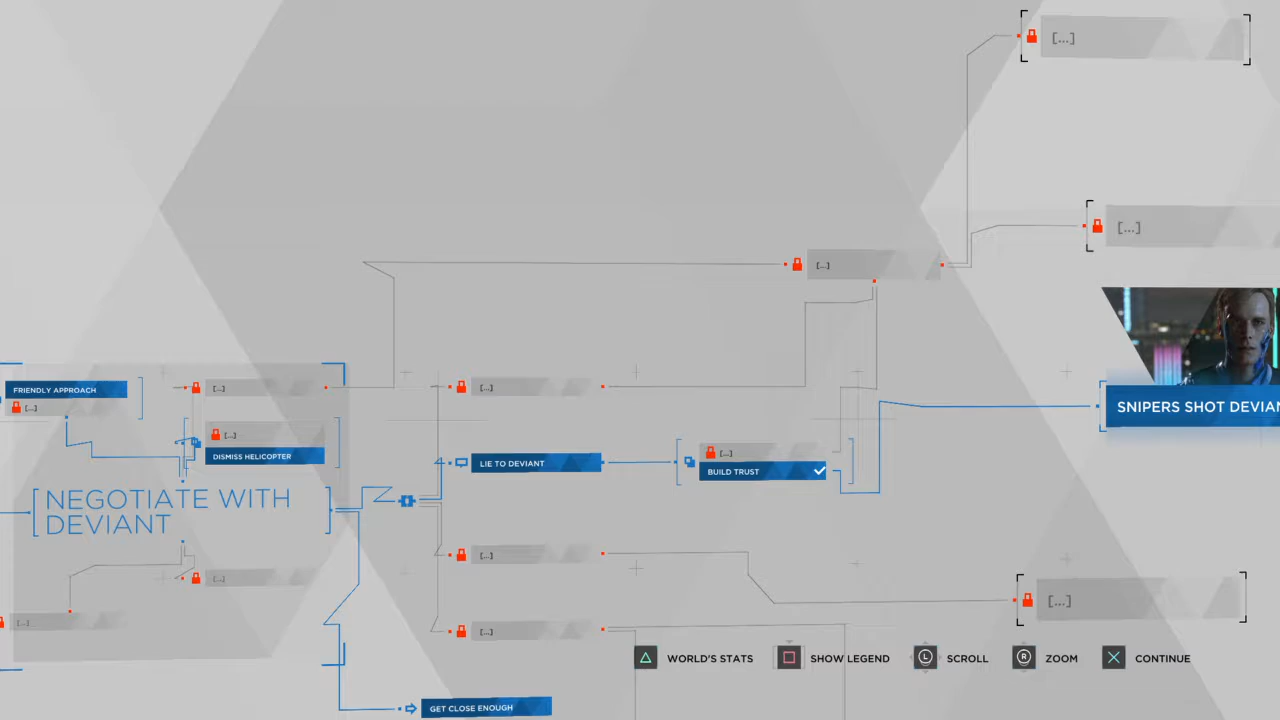 [...]
[...]
[...]
SNIPERS SHOT DEVIAN
FRIENDLY APPROACH
[...]
[...]
[...]
DISMISS HELICOPTER
[...]
LIE TO DEVIANT
[...]
BUILD TRUST
NEGOTIATE WITH
DEVIANT
[...]
[...]
[...]
[...]
[...]
WORLD'S STATS
SHOW LEGEND
L
SCROLL
R
ZOOM
CONTINUE
GET CLOSE ENOUGH